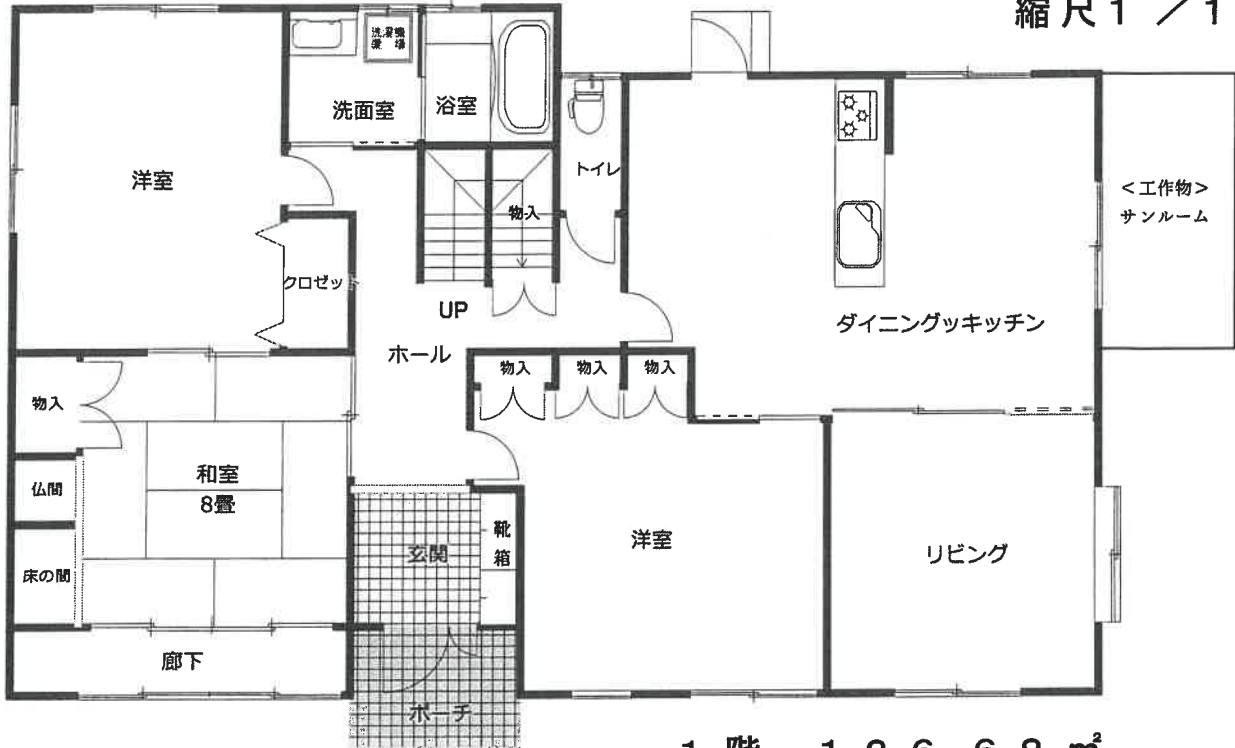 縮尺１／１
洗濯機
置場
洗面室
浴室
トイレ
洋室
物入
＜工作物＞
サンルーム
クロゼッ
UP
ダイニングッキッチン
ホール
物入
物入
物入
物入
和室
8畳
仏間
靴箱
玄関
洋室
リビング
床の間
廊下
ポーチ
１階 １２６．６８㎡